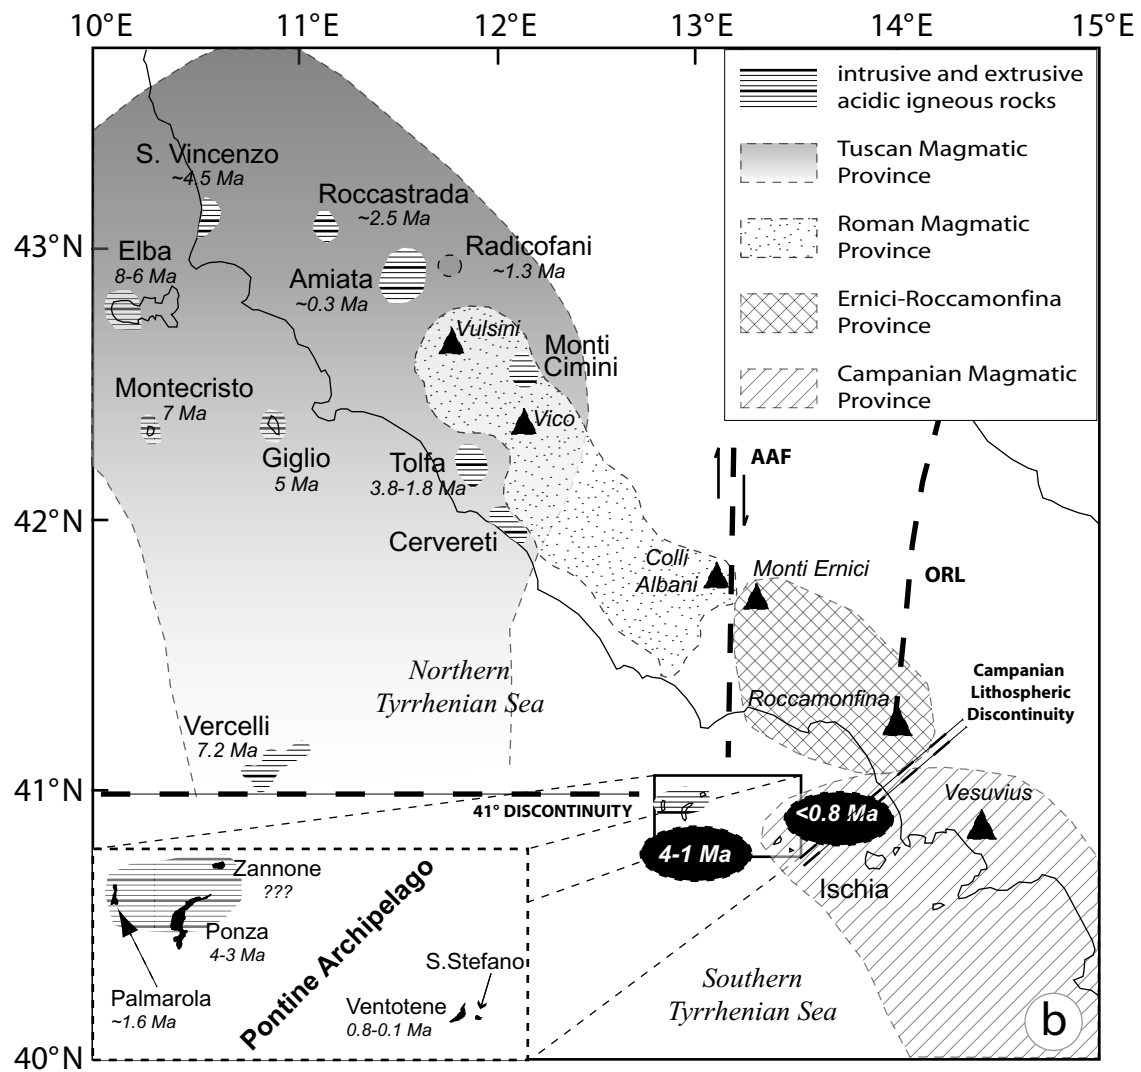 10°E 11°E 12°E 13°E 14°E 15°E
intrusive and extrusive
acidic igneous rocks
Tuscan Magmatic
Province
Roman Magmatic
Province
Ernici-Roccamonfina
Province
Campanian Magmatic
Province
S. Vincenzo
~4.5 Ma
Roccastrada
~2.5 Ma
43°N
Elba
8-6 Ma
Radicofani
~1.3 Ma
Amiata
~0.3 Ma
Vulsini
Monti
Cimini
Montecristo
7 Ma
Vico
Giglio
5 Ma
Tolfa
3.8-1.8 Ma
AAF
42°N
Cervereti
Colli
Albani
Monti Ernici
ORL
Northern
Tyrrhenian Sea
Campanian
Lithospheric
Discontinuity
Roccamonfina
Vercelli
7.2 Ma
41°N
41° DISCONTINUITY
Vesuvius
<0.8 Ma
4-1 Ma
Ischia
Zannone
???
Ponza
4-3 Ma
Pontine Archipelago
Palmarola
~1.6 Ma
S.Stefano
Ventotene
0.8-0.1 Ma
Southern
Tyrrhenian Sea
b
40°N